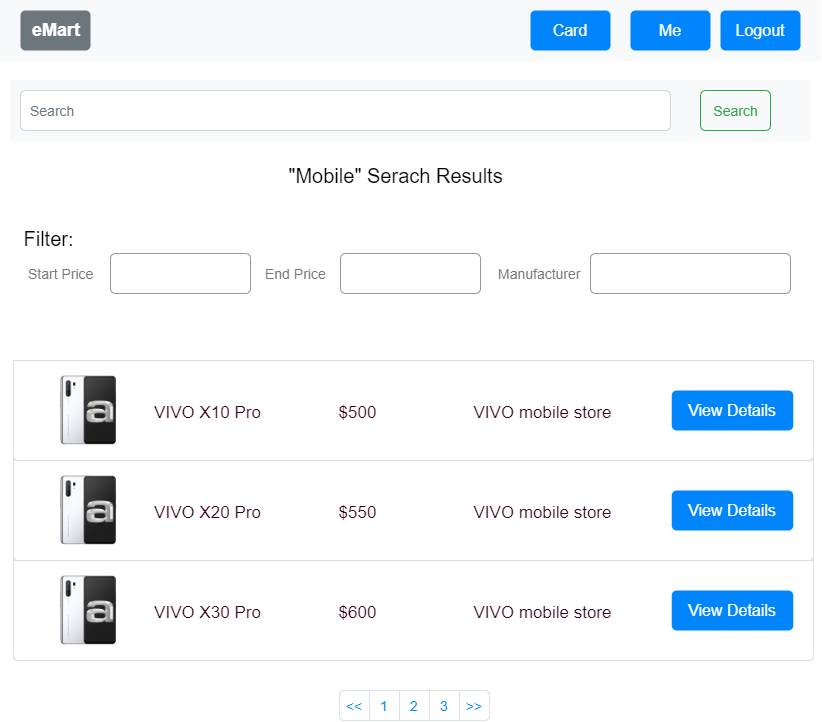 eMart Card Me Logout
Search Search
"Mobile" Serach Results
Filter:
Start Price End Price Manufacturer
a VIVO X10 Pro $500 VIVO mobile store View Details
a VIVO X20 Pro $550 VIVO mobile store View Details
a VIVO X30 Pro $600 VIVO mobile store View Details
<< 1 2 3 >>